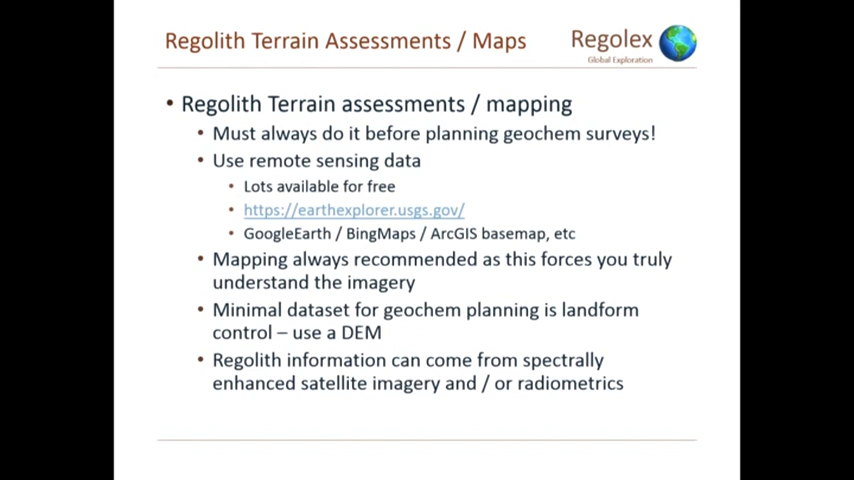 Regolith Terrain Assessments / Maps
Regolex
Global Exploration
• Regolith Terrain assessments / mapping
• Must always do it before planning geochem surveys!
• Use remote sensing data
• Lots available for free
• https://earthexplorer.usgs.gov/
• GoogleEarth / BingMaps / ArcGIS basemap, etc
• Mapping always recommended as this forces you truly
understand the imagery
• Minimal dataset for geochem planning is landform
control – use a DEM
• Regolith information can come from spectrally
enhanced satellite imagery and / or radiometrics